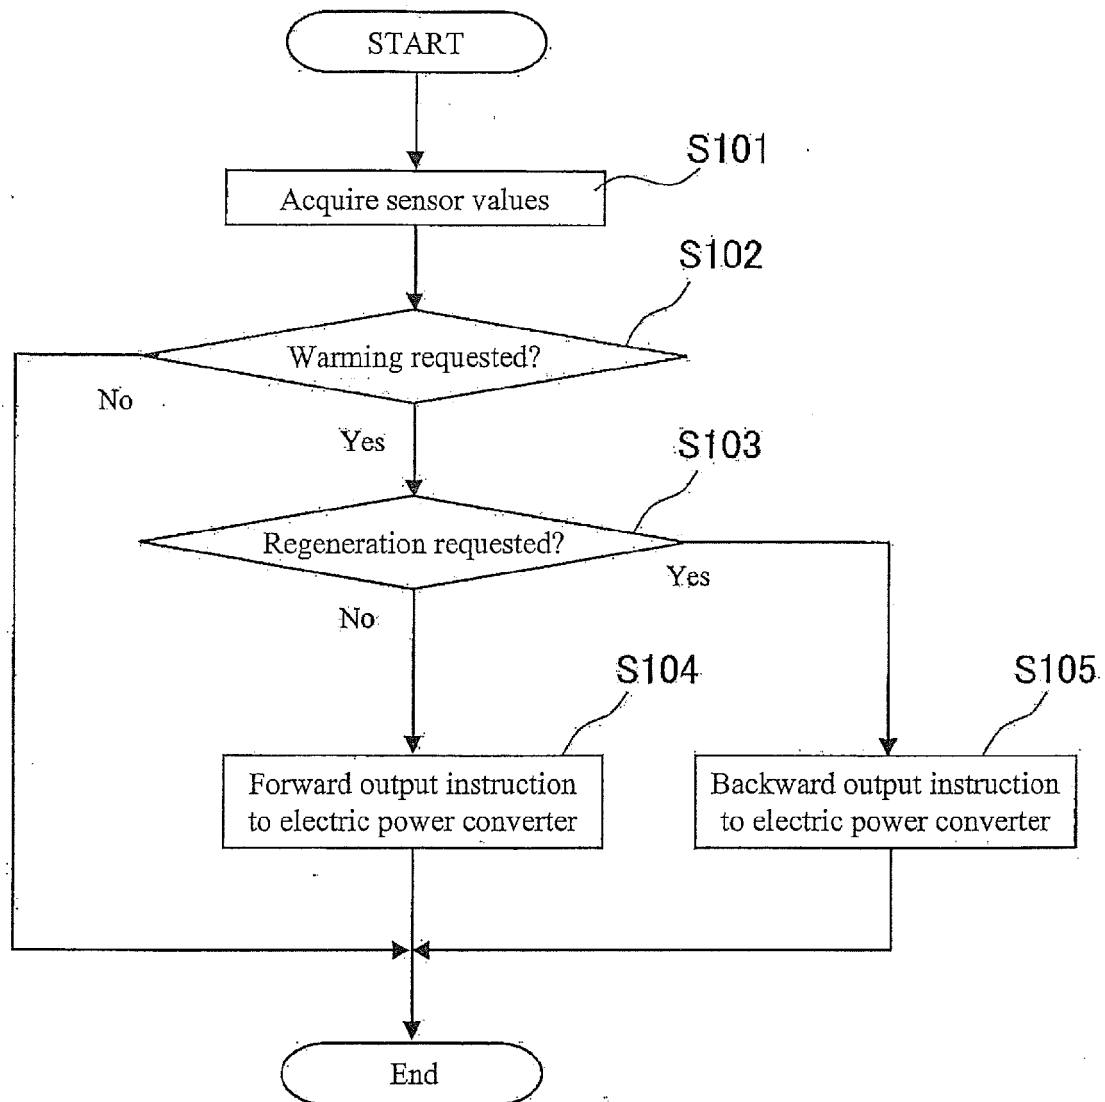 START
S101
Acquire sensor values
S102
Warming requested?
No
Yes
S103
Regeneration requested?
Yes
No
S104
S105
Forward output instruction
to electric power converter
Backward output instruction
to electric power converter
End